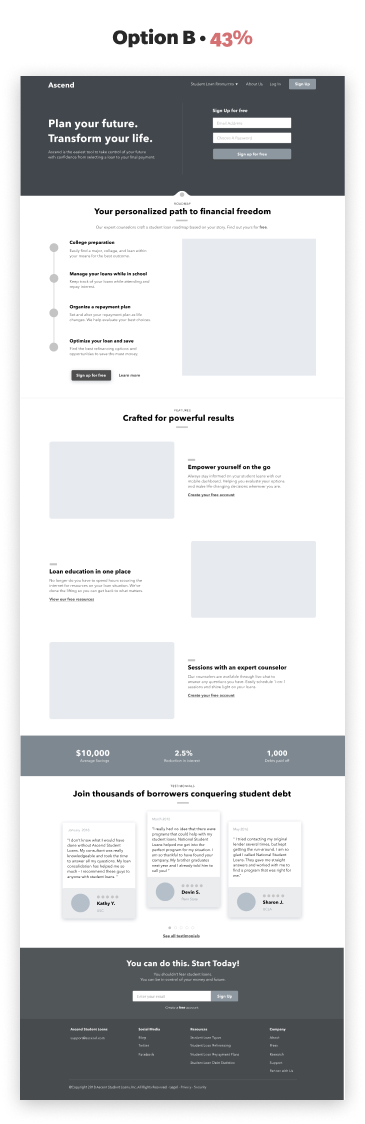 Option B • 43%
Ascend
Student Loan Resources ▾ About Us Log In Sign Up
Plan your future.
Transform your life.
Ascend is the easiest tool to take control of your future
with confidence from selecting a loan to your final payment.
Sign Up for free
Email Address
Choose A Password
Sign up for free
ROADMAP
Your personalized path to financial freedom
Our expert counselors craft a student loan roadmap based on your story. Find out yours for free.
College preparation
Easily find a major, college, and loan within
your means for the best outcome.
Manage your loans while in school
Keep track of your loans while attending and
repay interest.
Organize a repayment plan
Set and alter your repayment plan as life
changes. We help evaluate your best choices.
Optimize your loan and save
Find the best refinancing options and
opportunities to save the most money.
Sign up for free Learn more
FEATURES
Crafted for powerful results
Empower yourself on the go
Always stay informed on your student loans with our
mobile dashboard. Helping you evaluate your options
and make life changing decisions wherever you are.
Create your free account
Loan education in one place
No longer do you have to spend hours scouring the
internet for resources on your loan situation. We've
done the lifting so you can get back to what matters.
View our free resources
Sessions with an expert counselor
Our counselors are available through live chat to
answer any questions you have. Easily schedule 1 on 1
sessions and shine light on your loans.
Create your free account
$10,000 2.5% 1,000
Average Savings Reduction in interest Debts paid off
TESTIMONIALS
Join thousands of borrowers conquering student debt
January 2018
"I don't know what I would have
done without Ascend Student
Loans. My consultant was really
knowledgeable and took the time
to answer all my questions. My loan
consolidation has helped me so
much – I recommend these guys to
anyone with student loans."
Kathy Y.
March 2018
"I really had no idea that there were
programs that could help with my
student loans. National Student
Loans helped me get into the
perfect program for my situation. I
am so thankful to have found your
company. My brother graduates
next year and I already told him to
call you!"
Devin S.
New York
May 2018
"I tried contacting my original
lender several times, but kept
getting the run-around. I am so
glad I called National Student
Loans. They gave me straight
answers and worked with me to
find a program that was right for
me."
Sharon J.
See all testimonials
You can do this. Start Today!
You shouldn't fear student loans.
You can be in control of your money and future.
Enter your email Sign Up
Create a free account
Ascend Student Loans
support@ascend.com
Social Media
Blog
Twitter
Facebook
Resources
Student Loan Types
Student Loan Refinancing
Student Loan Repayment Plans
Student Loan Debt Statistics
Company
About
Press
Research
Support
Partner with Us
©Copyright 2018 Ascend Student Loans Inc. All Rights Reserved · Legal · Privacy · Security